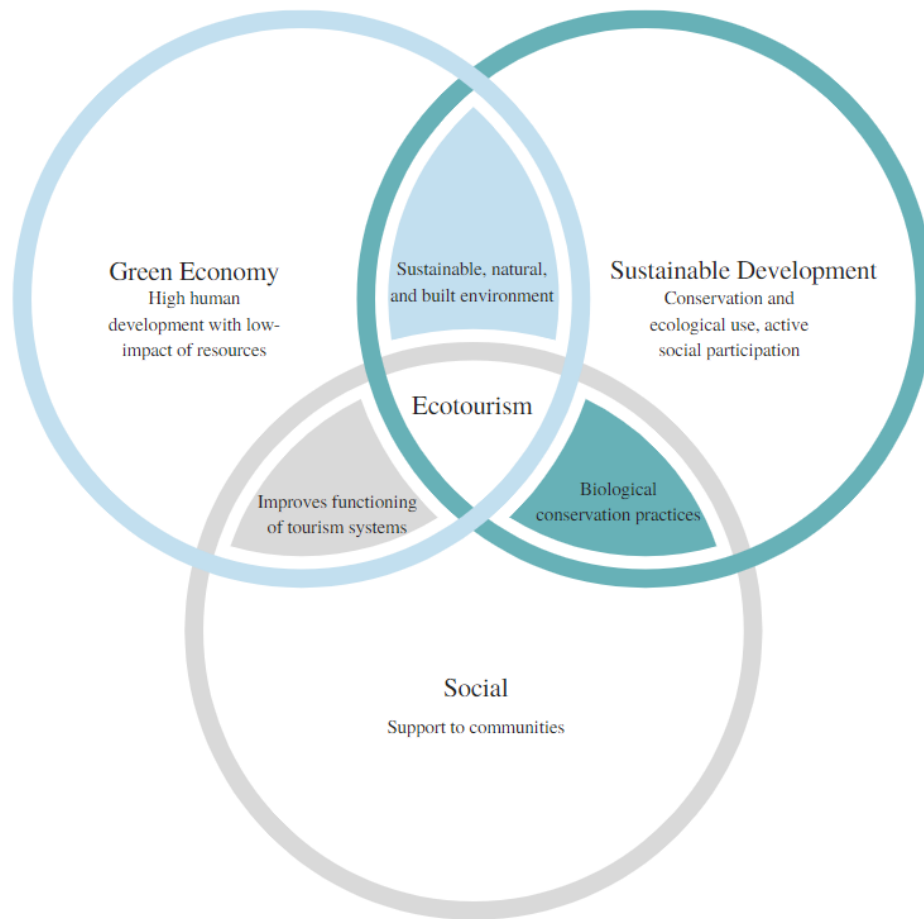 Green Economy
High human
development with low-
impact of resources
Sustainable, natural,
and built environment
Sustainable Development
Conservation and
ecological use, active
social participation
Ecotourism
Improves functioning
of tourism systems
Biological
conservation practices
Social
Support to communities